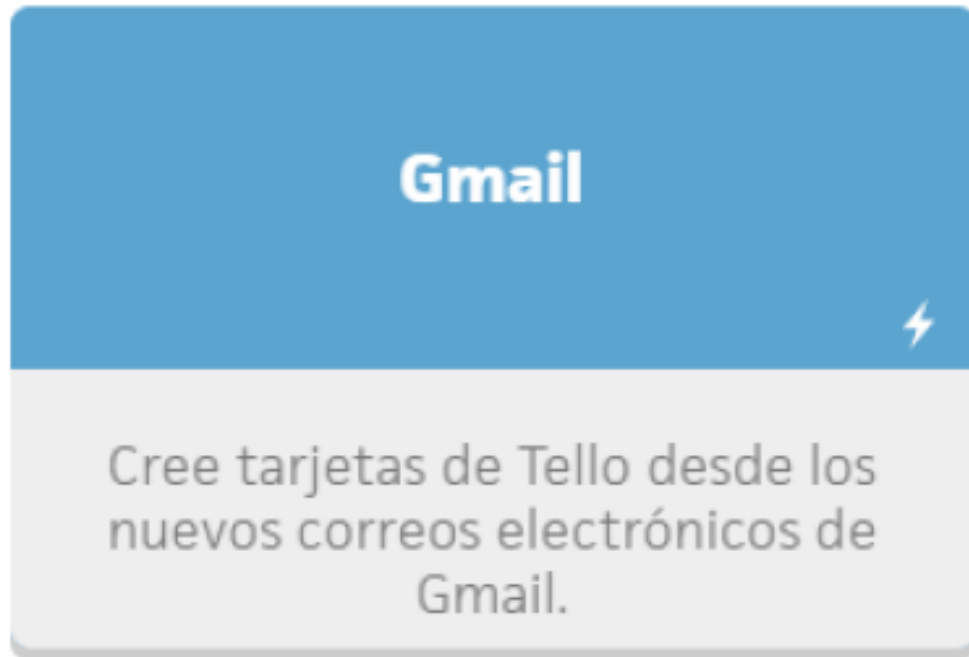 Gmail
Cree tarjetas de Tello desde los
nuevos correos electrónicos de
Gmail.